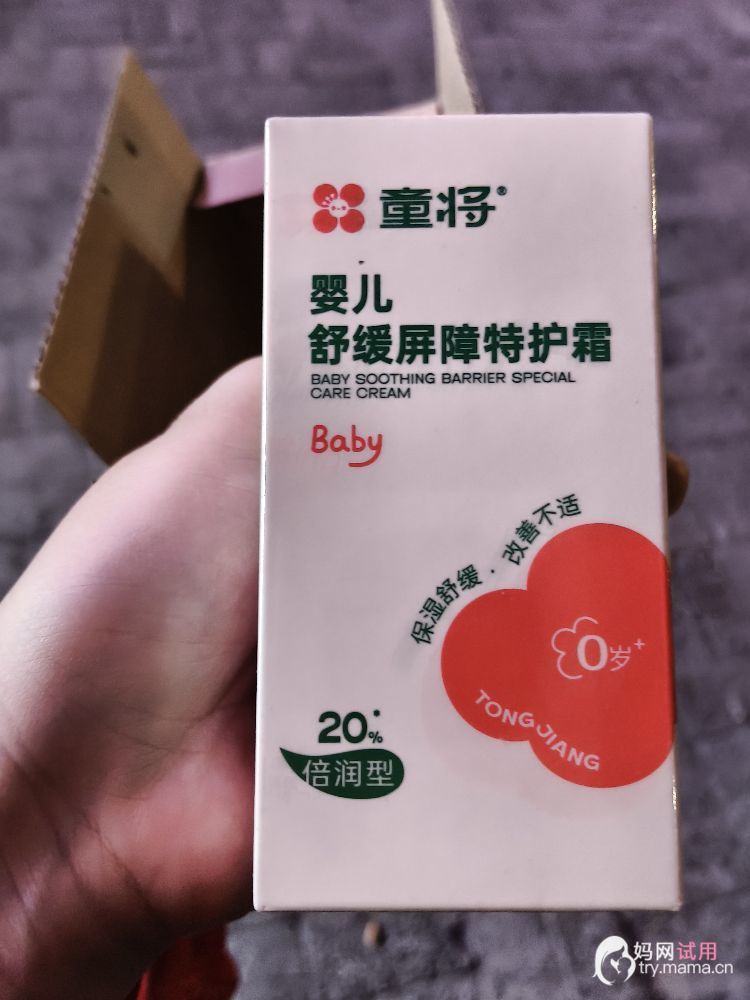 童将®
婴儿
舒缓屏障特护霜
BABY SOOTHING BARRIER SPECIAL
CARE CREAM
Baby
保湿舒缓·改善不适
0岁+
TONGJIANG
20%*
倍润型
妈网试用
try.mama.cn